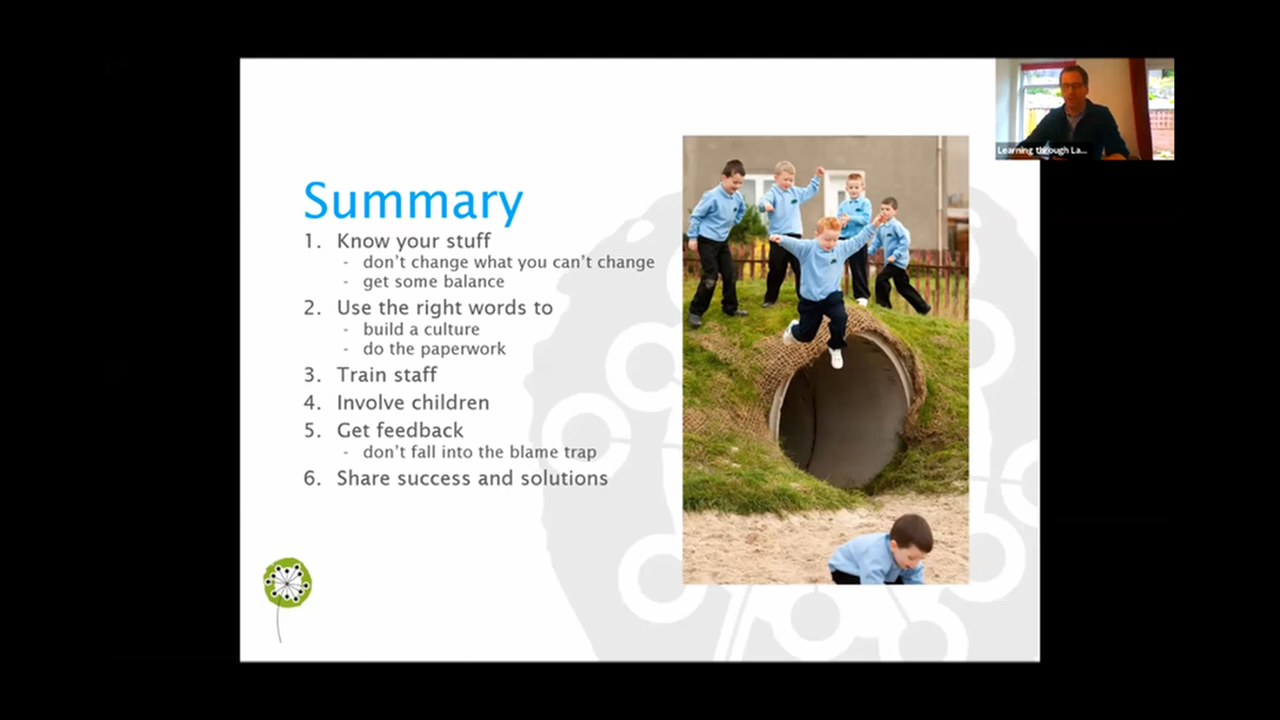 Learning through La...
Summary
1. Know your stuff
- don't change what you can't change
- get some balance
2. Use the right words to
- build a culture
- do the paperwork
3. Train staff
4. Involve children
5. Get feedback
- don't fall into the blame trap
6. Share success and solutions